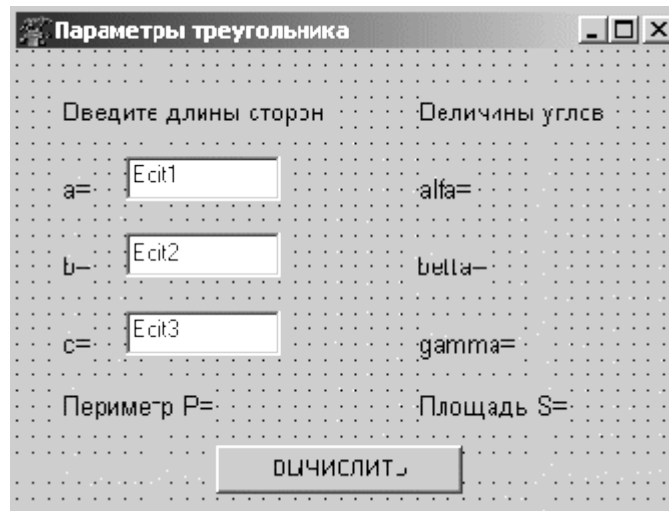 Параметры треугольника
Введите длины сторон
Величины углов
a=
Edit1
alfa=
b=
Edit2
betta=
c=
Edit3
gamma=
Периметр P=
Площадь S=
ВЫЧИСЛИТЬ